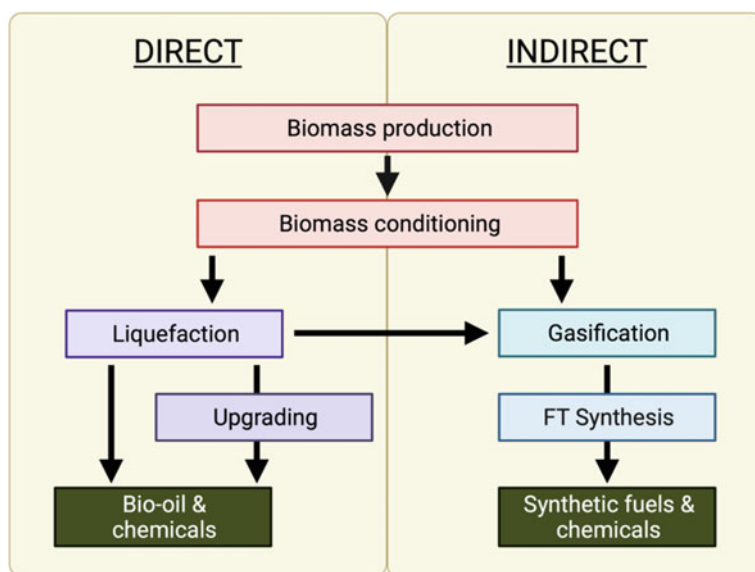 DIRECT
INDIRECT
Biomass production
Biomass conditioning
Liquefaction
Gasification
Upgrading
FT Synthesis
Bio-oil &
chemicals
Synthetic fuels &
chemicals